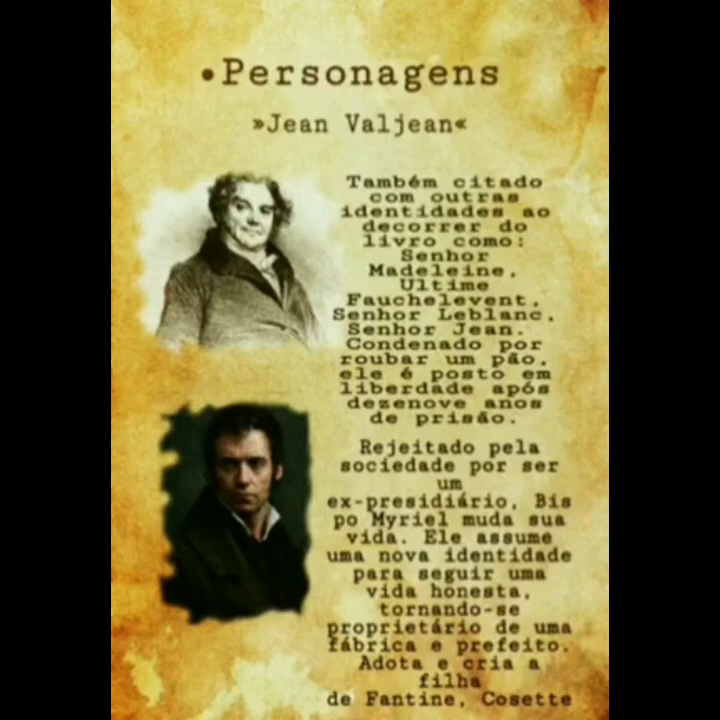 •Personagens
»Jean Valjean«
Também citado
com outras
identidades ao
decorrer do
livro como:
Senhor
Madeleine,
Ultime
Fauchelevent,
Senhor Leblanc,
Senhor Jean.
Condenado por
roubar um pão,
ele é posto em
liberdade após
dezenove anos
de prisão.
Rejeitado pela
sociedade por ser
um
ex-presidiário, Bis
po Myriel muda sua
vida. Ele assume
uma nova identidade
para seguir uma
vida honesta,
tornando-se
proprietário de uma
fábrica e prefeito.
Adota e cria a
filha
de Fantine, Cosette